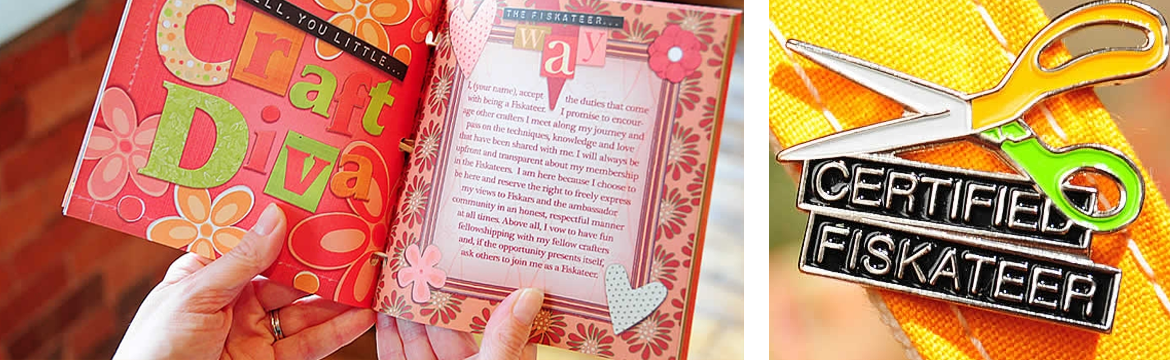 ELL, YOU LITTLE...
Craft
Diva
THE FISKATEER...
way
I, (your name), accept the duties that come
with being a Fiskateer. I promise to encour-
age other crafters I meet along my journey and
pass on the techniques, knowledge and love
that have been shared with me. I will always be
upfront and transparent about my membership
in the Fiskateers. I am here because I choose to
be here and reserve the right to freely express
my views to Fiskars and the ambassador
community in an honest, respectful manner
at all times. Above all, I vow to have fun
fellowshipping with my fellow crafters
and, if the opportunity presents itself,
ask others to join me as a Fiskateer.
CERTIFIED
FISKATEER